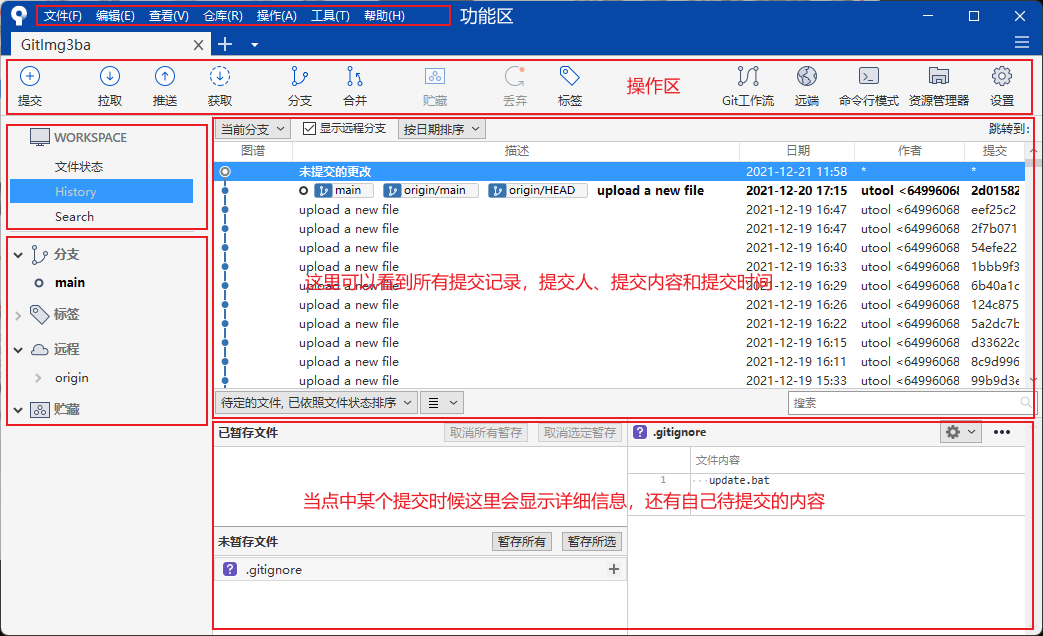 文件(F) 编辑(E) 查看(V) 仓库(R) 操作(A) 工具(T) 帮助(H) 功能区
GitImg3ba
提交 拉取 推送 获取 分支 合并 贮藏 丢弃 标签 操作区 Git工作流 远端 命令行模式 资源管理器 设置
WORKSPACE
文件状态
History
Search
分支
main
标签
远程
origin
贮藏
当前分支 显示远程分支 按日期排序 跳转到:
图谱 描述 日期 作者 提交
未提交的更改 2021-12-21 11:58 * *
main origin/main origin/HEAD upload a new file 2021-12-20 17:15 utool <64996068 2d01582
upload a new file 2021-12-19 16:47 utool <64996068 eef25c2
upload a new file 2021-12-19 16:47 utool <64996068 2f7b071
upload a new file 2021-12-19 16:40 utool <64996068 54efe22
upload a new file 2021-12-19 16:33 utool <64996068 1bbb9f3
这里可以看到所有提交记录，提交人、提交内容和提交时间
upload a new file 2021-12-19 16:29 utool <64996068 6b40a1c
upload a new file 2021-12-19 16:26 utool <64996068 124c875
upload a new file 2021-12-19 16:22 utool <64996068 5a2dc7b
upload a new file 2021-12-19 16:15 utool <64996068 d33622c
upload a new file 2021-12-19 16:11 utool <64996068 8c9d996
upload a new file 2021-12-19 15:33 utool <64996068 99b9d3e
待定的文件, 已依照文件状态排序 搜索
已暂存文件 取消所有暂存 取消选定暂存
.gitignore
文件内容
1 update.bat
当点中某个提交时候这里会显示详细信息，还有自己待提交的内容
未暂存文件 暂存所有 暂存所选
.gitignore